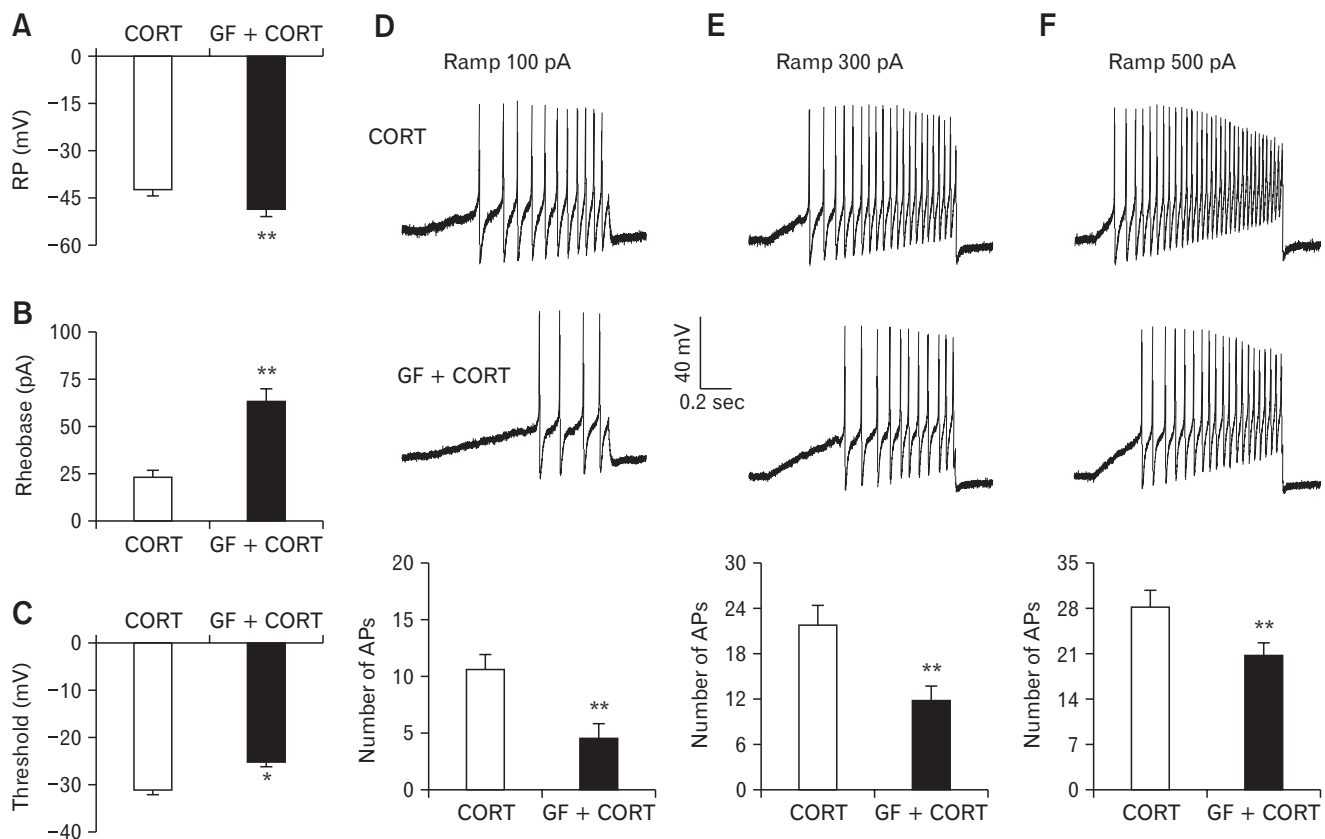 A
CORT
GF + CORT
RP (mV)
0
−15
−30
−45
−60
**
B
Rheobase (pA)
100
75
50
25
0
**
CORT
GF + CORT
C
CORT
GF + CORT
Threshold (mV)
0
−10
−20
−30
−40
*
D
Ramp 100 pA
CORT
GF + CORT
Number of APs
20
15
10
5
0
**
CORT
GF + CORT
E
Ramp 300 pA
40 mV
0.2 sec
Number of APs
30
24
18
12
6
0
**
CORT
GF + CORT
F
Ramp 500 pA
Number of APs
35
28
21
14
7
0
**
CORT
GF + CORT